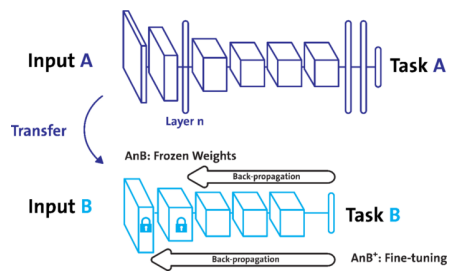 Input A
Task A
Layer n
Transfer
AnB: Frozen Weights
Back-propagation
Input B
Task B
Back-propagation
AnB⁺: Fine-tuning